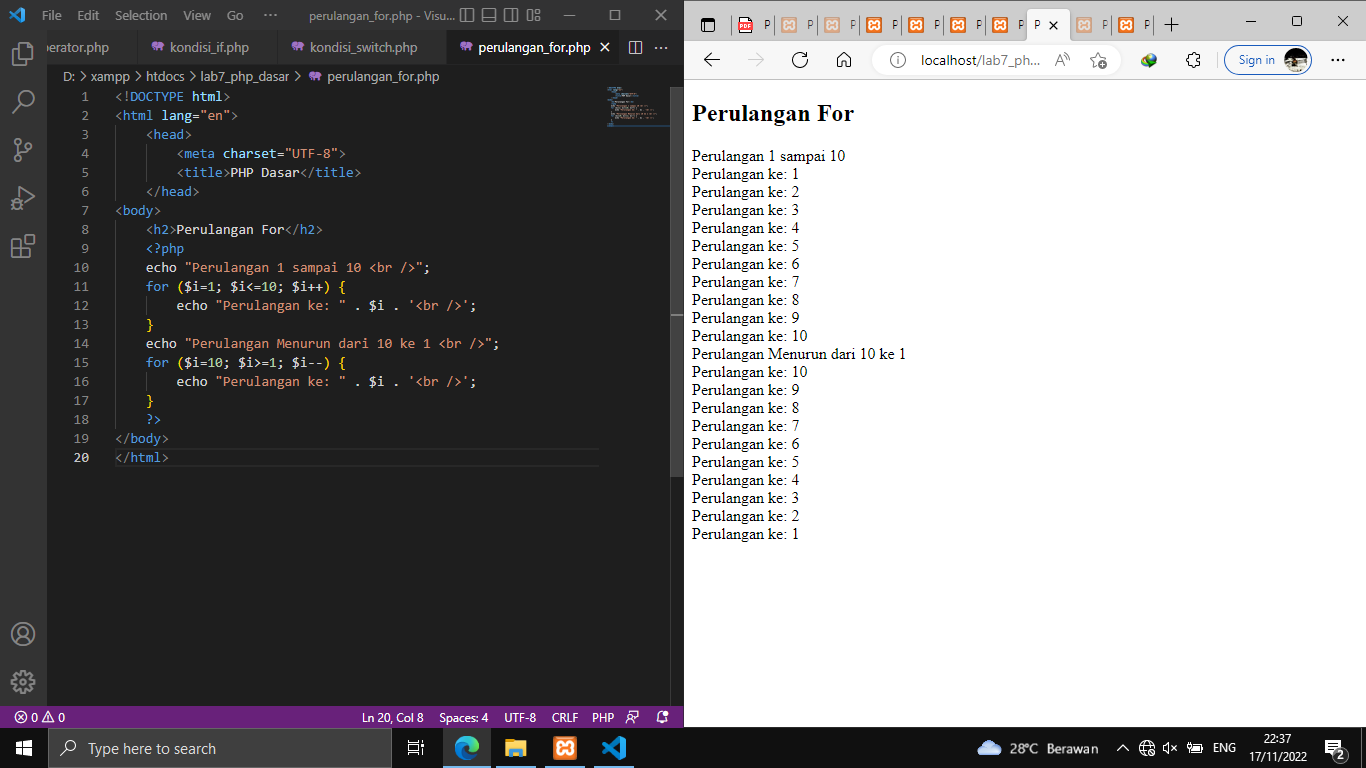 File Edit Selection View Go ··· perulangan_for.php - Visu...
erator.php kondisi_if.php kondisi_switch.php perulangan_for.php
D: > xampp > htdocs > lab7_php_dasar > perulangan_for.php
1 <!DOCTYPE html>
2 <html lang="en">
3 <head>
4 <meta charset="UTF-8">
5 <title>PHP Dasar</title>
6 </head>
7 <body>
8 <h2>Perulangan For</h2>
9 <?php
10 echo "Perulangan 1 sampai 10 <br />";
11 for ($i=1; $i<=10; $i++) {
12 echo "Perulangan ke: " . $i . '<br />';
13 }
14 echo "Perulangan Menurun dari 10 ke 1 <br />";
15 for ($i=10; $i>=1; $i--) {
16 echo "Perulangan ke: " . $i . '<br />';
17 }
18 ?>
19 </body>
20 </html>
0 0 Ln 20, Col 8 Spaces: 4 UTF-8 CRLF PHP
PDF P P P P P P P P P P
localhost/lab7_ph... Sign in
Perulangan For
Perulangan 1 sampai 10
Perulangan ke: 1
Perulangan ke: 2
Perulangan ke: 3
Perulangan ke: 4
Perulangan ke: 5
Perulangan ke: 6
Perulangan ke: 7
Perulangan ke: 8
Perulangan ke: 9
Perulangan ke: 10
Perulangan Menurun dari 10 ke 1
Perulangan ke: 10
Perulangan ke: 9
Perulangan ke: 8
Perulangan ke: 7
Perulangan ke: 6
Perulangan ke: 5
Perulangan ke: 4
Perulangan ke: 3
Perulangan ke: 2
Perulangan ke: 1
Type here to search
28°C Berawan ENG 22:37
17/11/2022 2